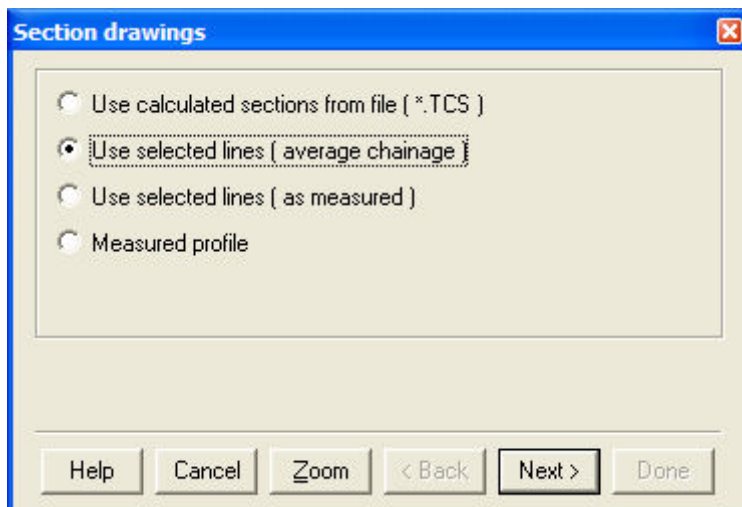 Section drawings
Use calculated sections from file ( *.TCS )
Use selected lines ( average chainage )
Use selected lines ( as measured )
Measured profile
Help Cancel Zoom < Back Next > Done